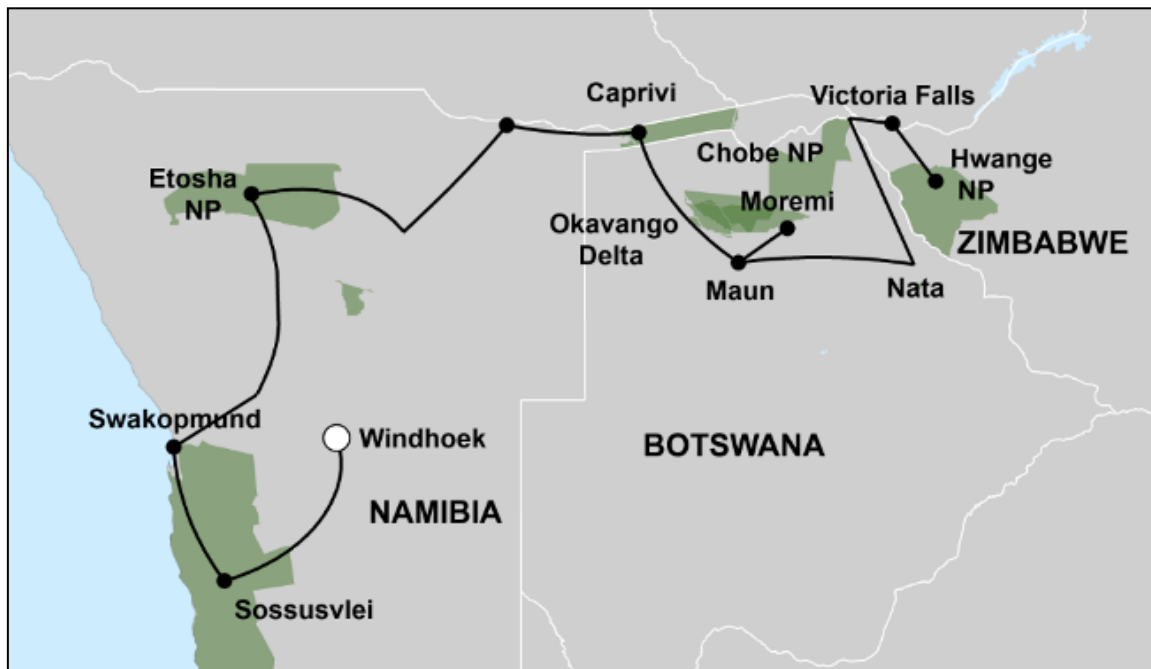 Caprivi
Victoria Falls
Chobe NP
Hwange
NP
Etosha
NP
Moremi
Okavango
Delta
ZIMBABWE
Maun
Nata
Swakopmund
Windhoek
BOTSWANA
NAMIBIA
Sossusvlei